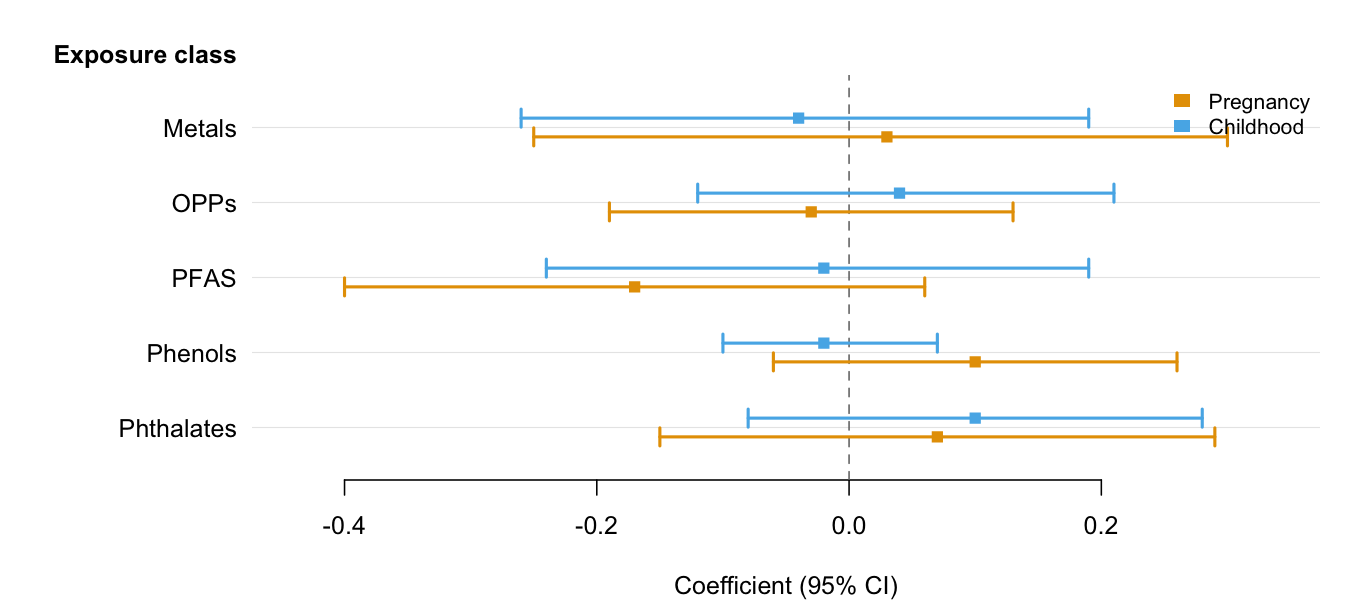 Exposure class
Pregnancy
Childhood
Metals
OPPs
PFAS
Phenols
Phthalates
-0.4 -0.2 0.0 0.2
Coefficient (95% CI)